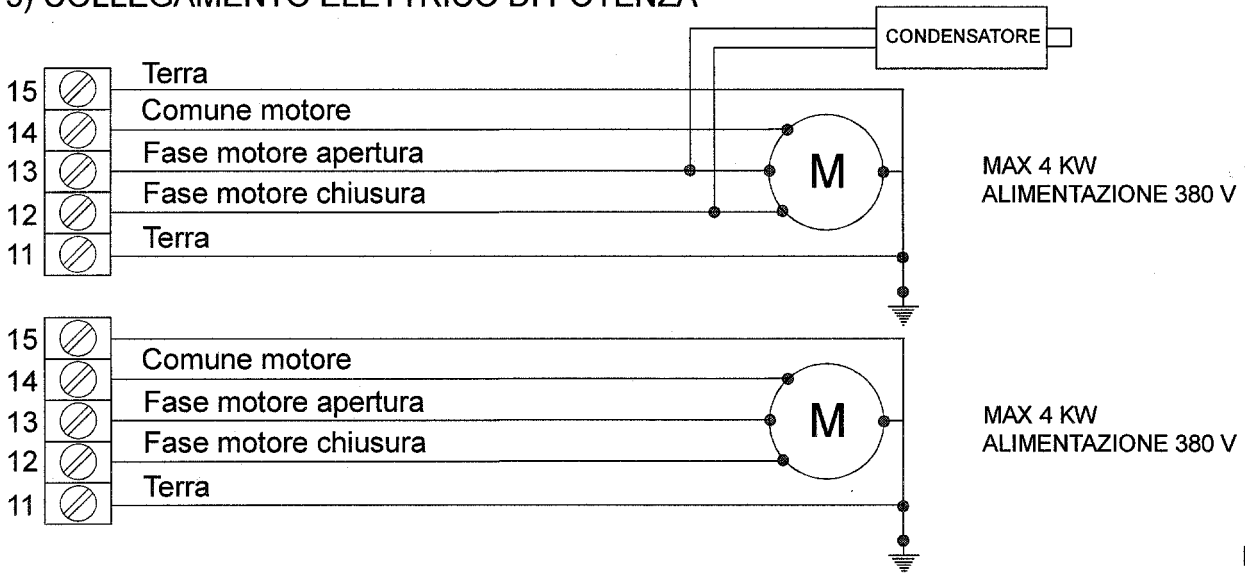 3) COLLEGAMENTO ELETTRICO DI POTENZA
CONDENSATORE
15 Terra
14 Comune motore
13 Fase motore apertura
12 Fase motore chiusura
11 Terra
M
MAX 4 KW
ALIMENTAZIONE 380 V
15
14 Comune motore
13 Fase motore apertura
12 Fase motore chiusura
11 Terra
M
MAX 4 KW
ALIMENTAZIONE 380 V